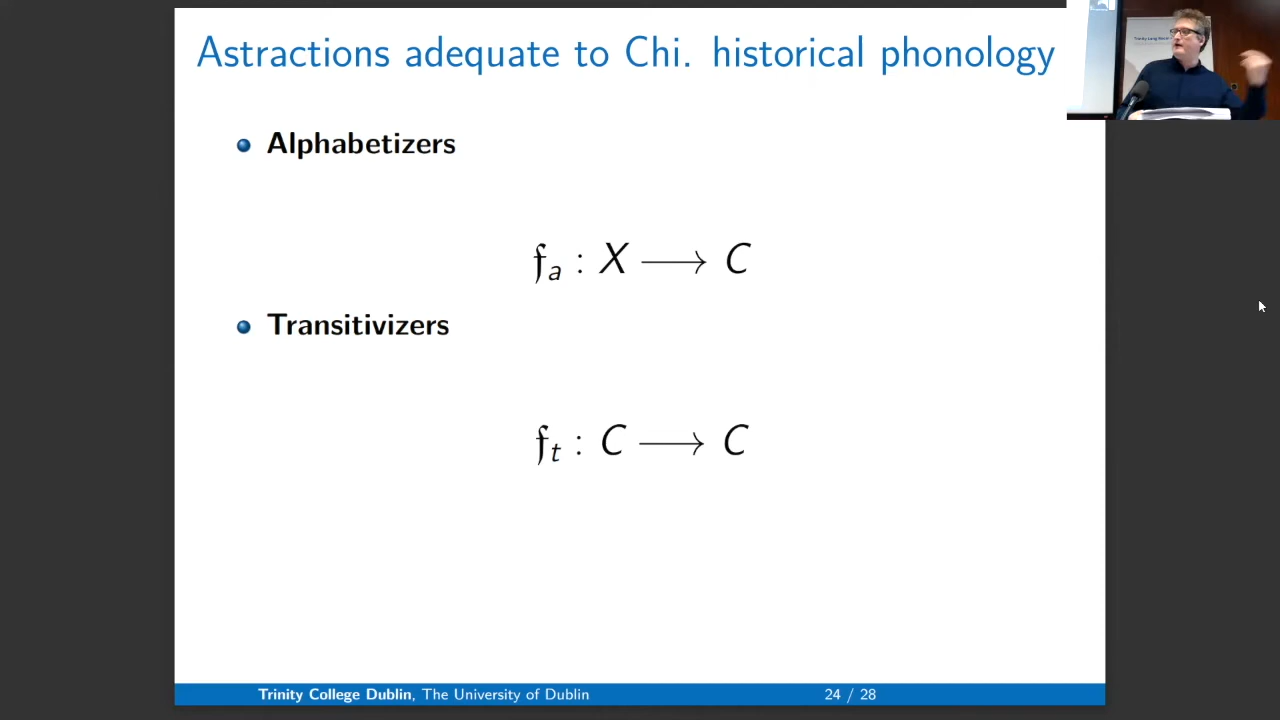 Astractions adequate to Chi. historical phonology
Alphabetizers
𝔣ₐ : X ⟶ C
Transitivizers
𝔣ₜ : C ⟶ C
Trinity College Dublin, The University of Dublin 24 / 28